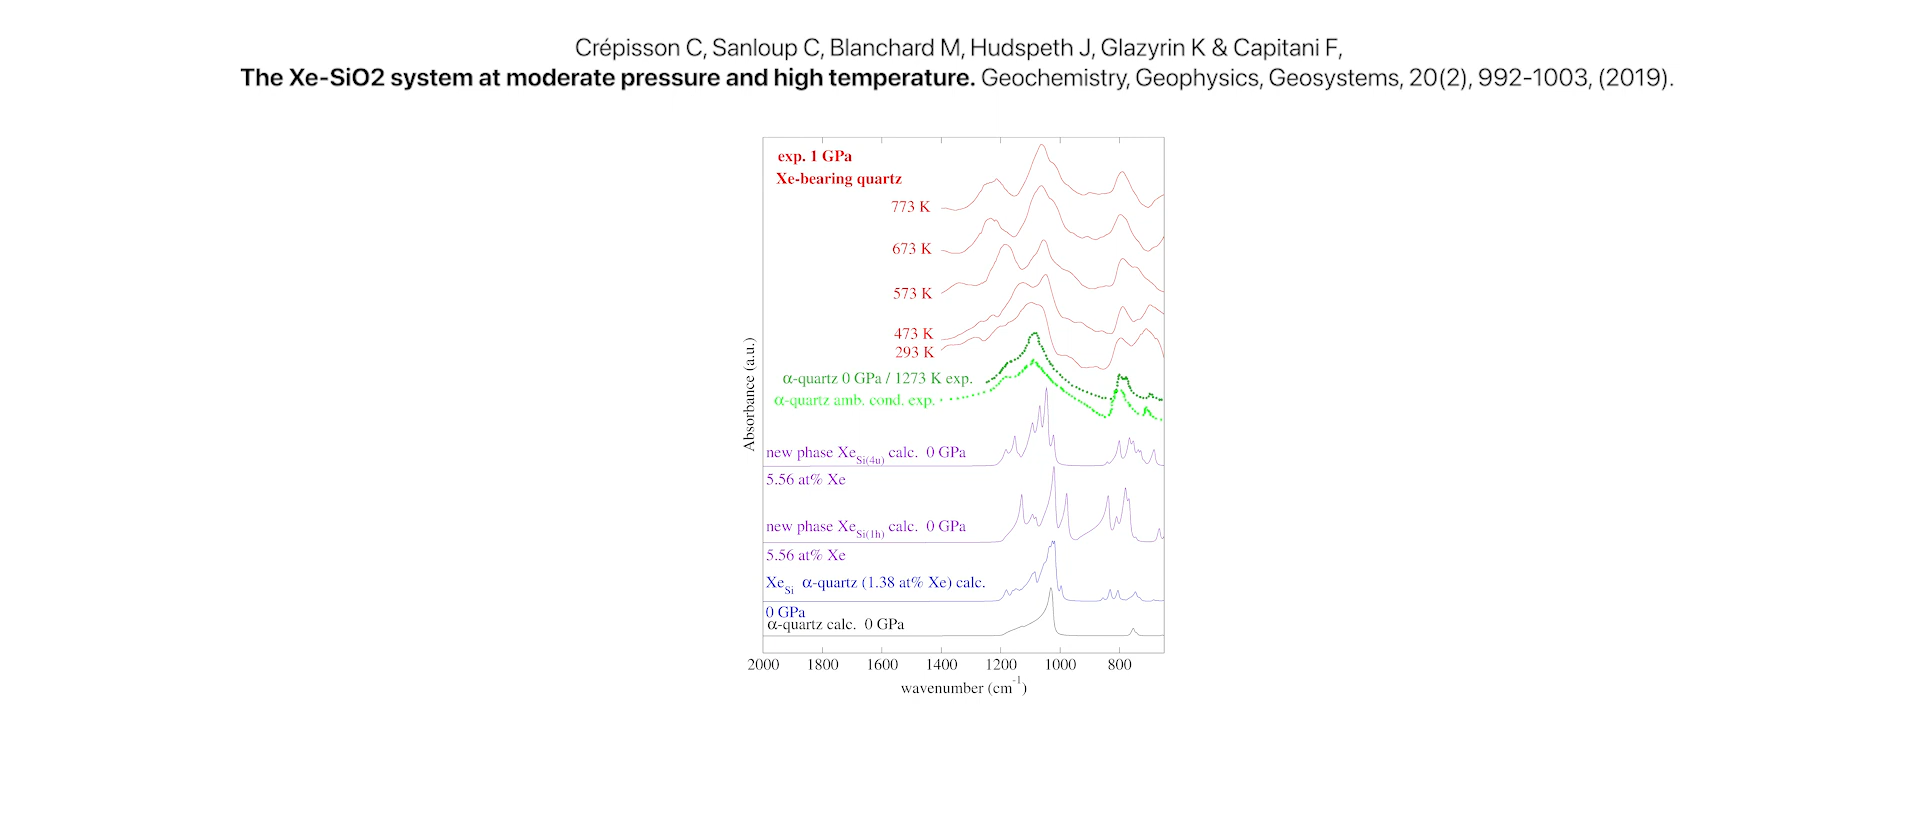 Crépisson C, Sanloup C, Blanchard M, Hudspeth J, Glazyrin K & Capitani F,
The Xe-SiO2 system at moderate pressure and high temperature. Geochemistry, Geophysics, Geosystems, 20(2), 992-1003, (2019).
exp. 1 GPa
Xe-bearing quartz
773 K
673 K
573 K
473 K
293 K
α-quartz 0 GPa / 1273 K exp.
α-quartz amb. cond. exp.
new phase XeSi(4u) calc. 0 GPa
5.56 at% Xe
new phase XeSi(1h) calc. 0 GPa
5.56 at% Xe
XeSi α-quartz (1.38 at% Xe) calc.
0 GPa
α-quartz calc. 0 GPa
Absorbance (a.u.)
2000 1800 1600 1400 1200 1000 800
wavenumber (cm-1)